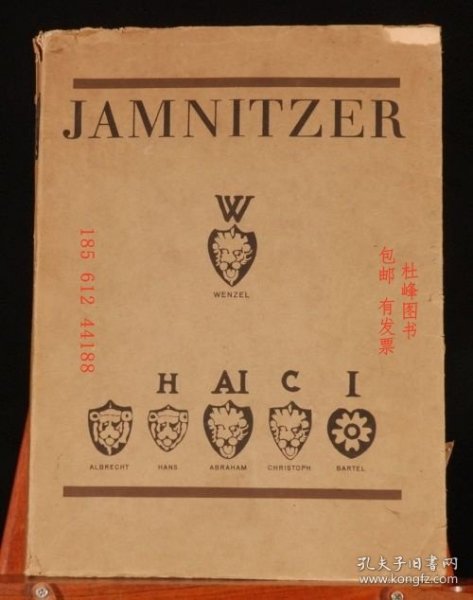 JAMNITZER
W
WENZEL
185 612 44188
杜峰图书
包邮 有发票
H AI C I
ALBRECHT HANS ABRAHAM CHRISTOPH BARTEL
孔夫子旧书网
www.kongfz.com